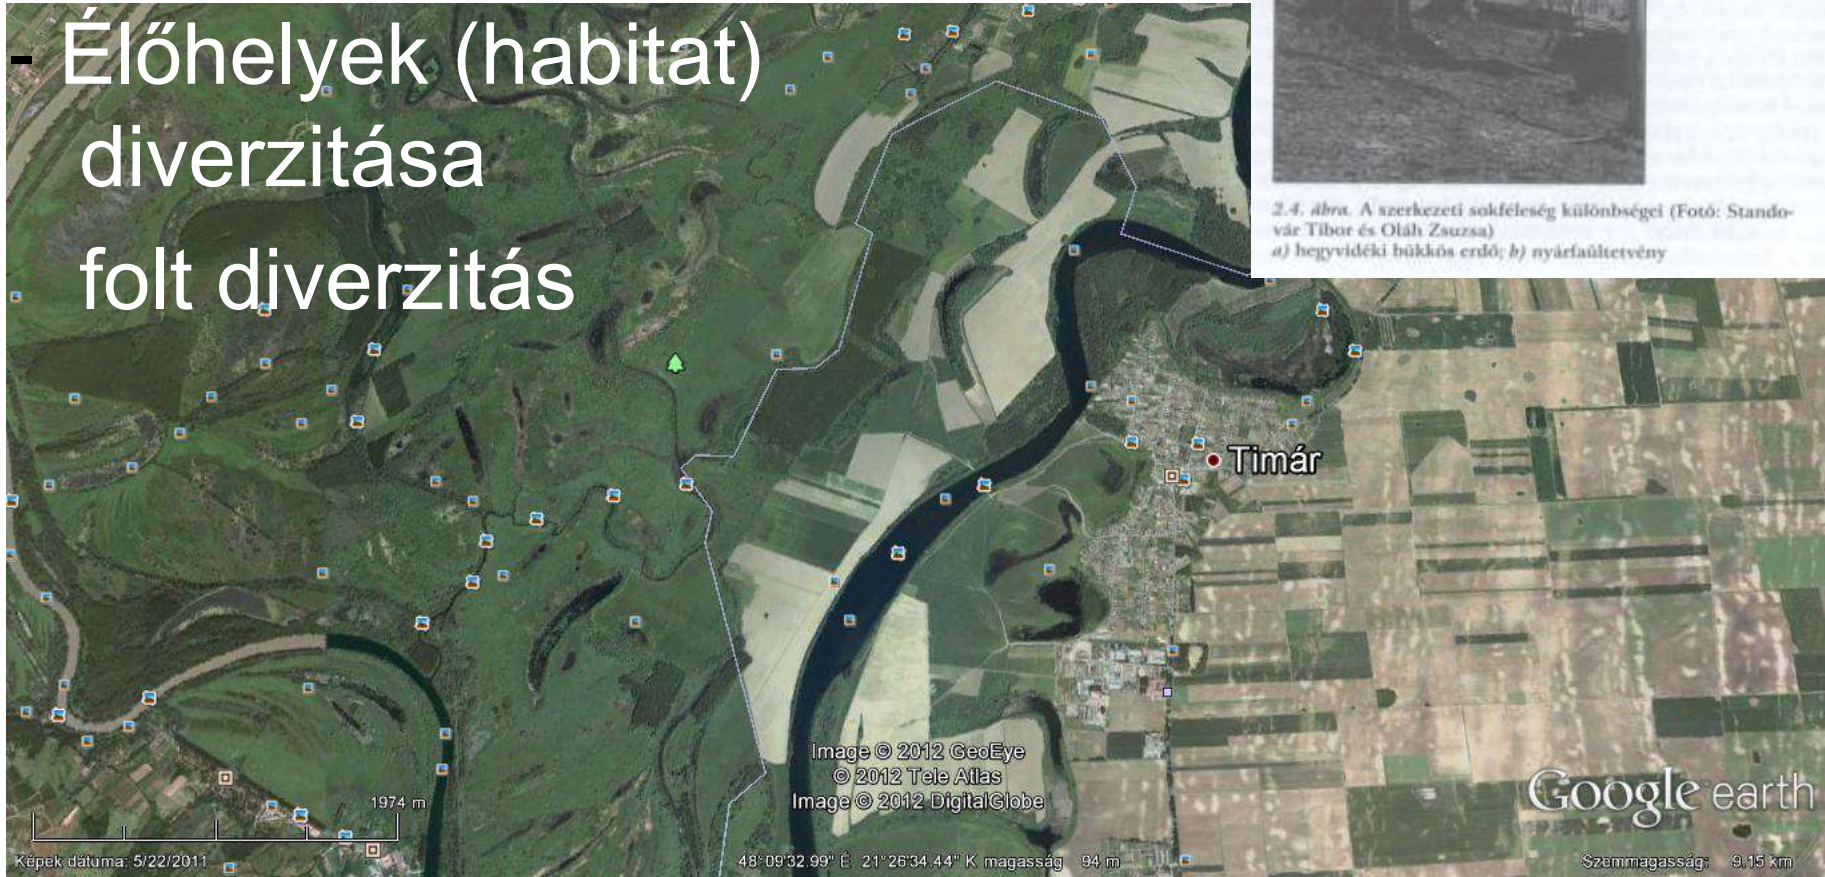 - Élőhelyek (habitat)
diverzitása
folt diverzitás
2.4. ábra. A szerkezeti sokféleség különbségei (Fotó: Stando-
vár Tibor és Oláh Zsuzsa)
a) hegyvidéki bükkös erdő; b) nyárfaültetvény
Timár
Image © 2012 GeoEye
© 2012 Tele Atlas
Image © 2012 DigitalGlobe
Google earth
1974 m
Képek dátuma: 5/22/2011
48°09'32.99" É 21°26'34.44" K magasság 94 m
Szemmagasság: 9.15 km